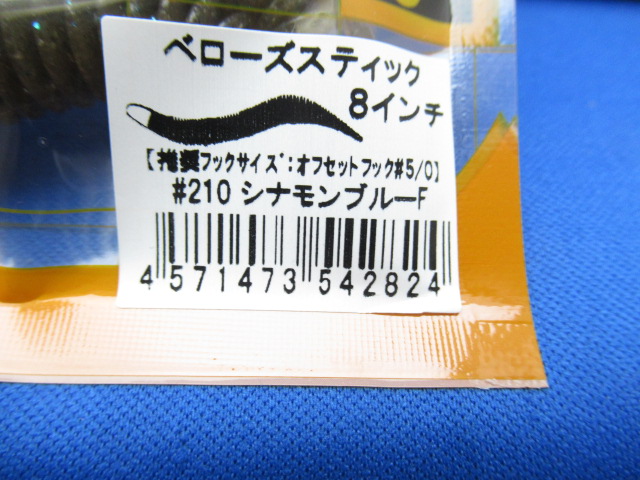 ベローズスティック
8インチ
【推奨フックサイズ:オフセットフック#5/0】
#210 シナモンブルーF
4 571473 542824